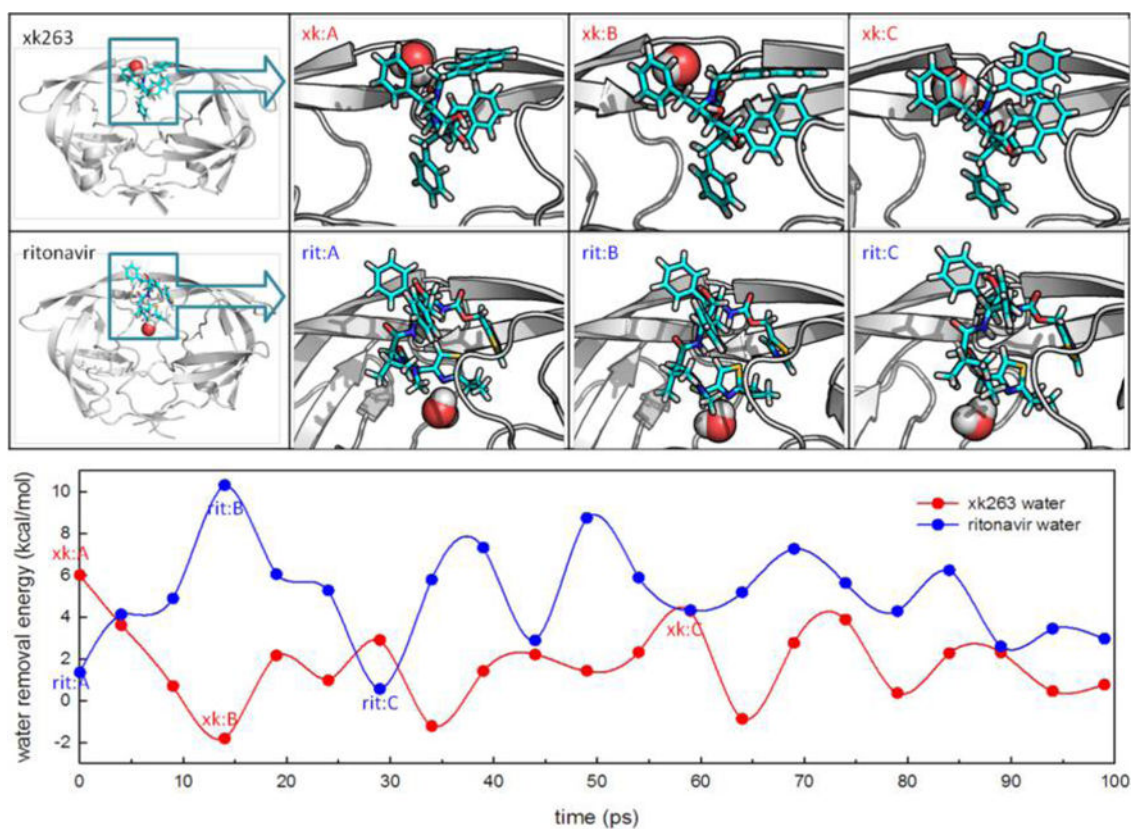 xk263
xk:A
xk:B
xk:C
ritonavir
rit:A
rit:B
rit:C
water removal energy (kcal/mol)
10
8
6
4
2
0
-2
xk:A
rit:A
rit:B
xk:B
rit:C
xk:C
xk263 water
ritonavir water
0 10 20 30 40 50 60 70 80 90 100
time (ps)